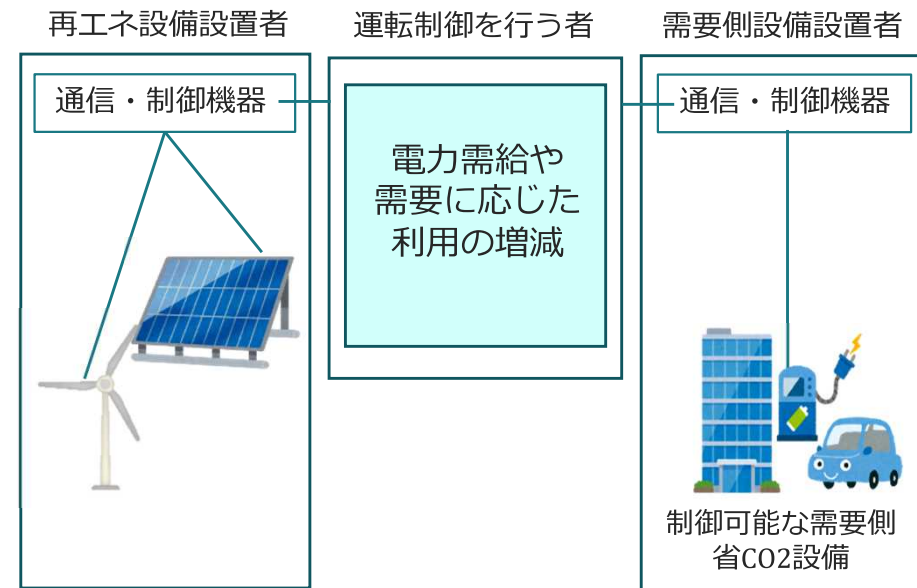 再エネ設備設置者
運転制御を行う者
需要側設備設置者
通信・制御機器
電力需給や
需要に応じた
利用の増減
通信・制御機器
制御可能な需要側
省CO2設備